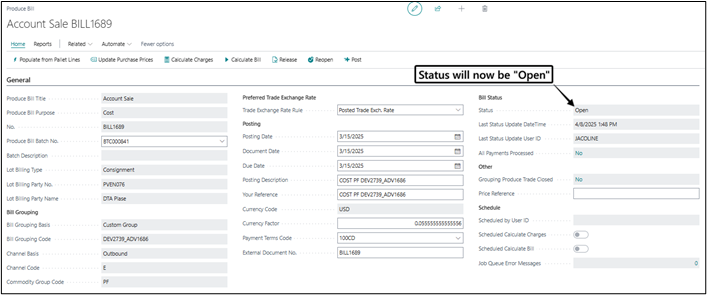 Produce Bill
Account Sale BILL1689
Home Reports Related Automate Fewer options
Populate from Pallet Lines Update Purchase Prices Calculate Charges Calculate Bill Release Reopen Post
Status will now be "Open"
General
Produce Bill Title Account Sale
Produce Bill Purpose Cost
No. BILL1689
Produce Bill Batch No. BTC000841
Batch Description
Lot Billing Type Consignment
Lot Billing Party No. PVEN076
Lot Billing Party Name DTA Plase
Bill Grouping
Bill Grouping Basis Custom Group
Bill Grouping Code DEV2739_ADV1686
Channel Basis Outbound
Channel Code E
Commodity Group Code PF
Preferred Trade Exchange Rate
Trade Exchange Rate Rule Posted Trade Exch. Rate
Posting
Posting Date 3/15/2025
Document Date 3/15/2025
Due Date 3/15/2025
Posting Description COST PF DEV2739_ADV1686
Your Reference COST PF DEV2739_ADV1686
Currency Code USD
Currency Factor 0.055555555555556
Payment Terms Code 100CD
External Document No. BILL1689
Bill Status
Status Open
Last Status Update DateTime 4/8/2025 1:48 PM
Last Status Update User ID JACOLINE
All Payments Processed No
Other
Grouping Produce Trade Closed No
Price Reference
Schedule
Scheduled by User ID
Scheduled Calculate Charges
Scheduled Calculate Bill
Job Queue Error Messages 0